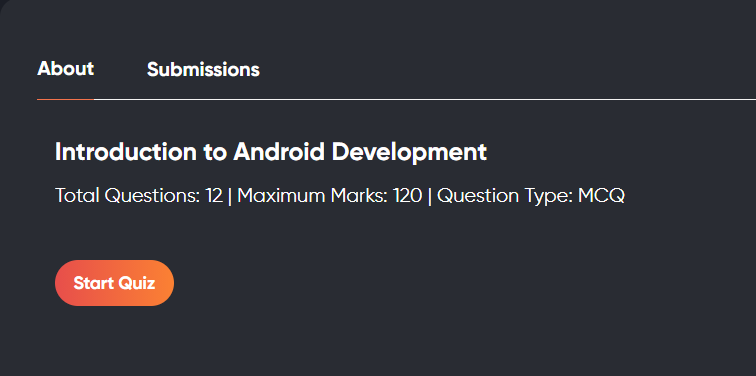 About Submissions
Introduction to Android Development
Total Questions: 12 | Maximum Marks: 120 | Question Type: MCQ
Start Quiz